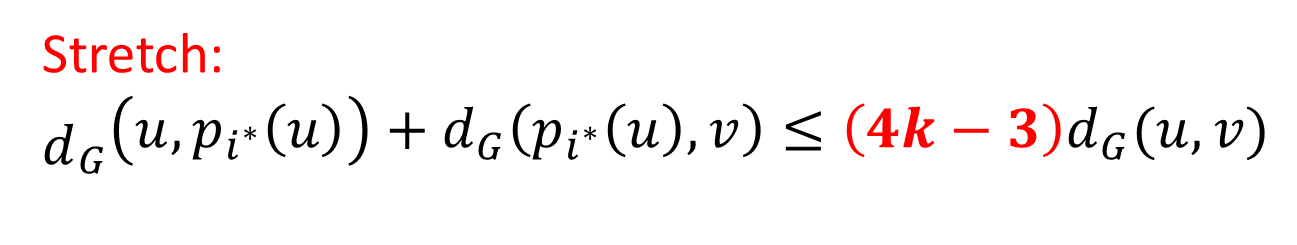 Stretch:
d_G(u, p_{i*}(u)) + d_G(p_{i*}(u), v) ≤ (4k − 3)d_G(u, v)